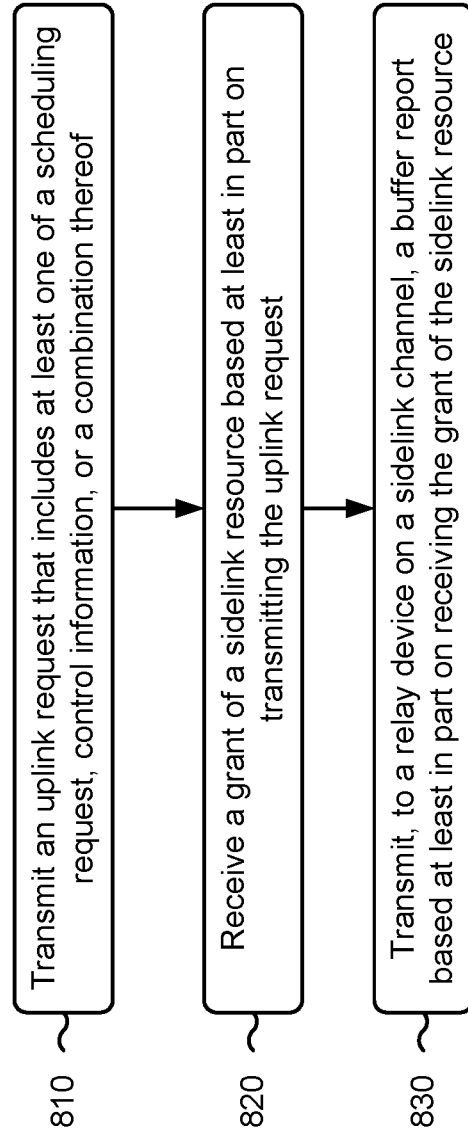 810
Transmit an uplink request that includes at least one of a scheduling
request, control information, or a combination thereof
820
Receive a grant of a sidelink resource based at least in part on
transmitting the uplink request
830
Transmit, to a relay device on a sidelink channel, a buffer report
based at least in part on receiving the grant of the sidelink resource